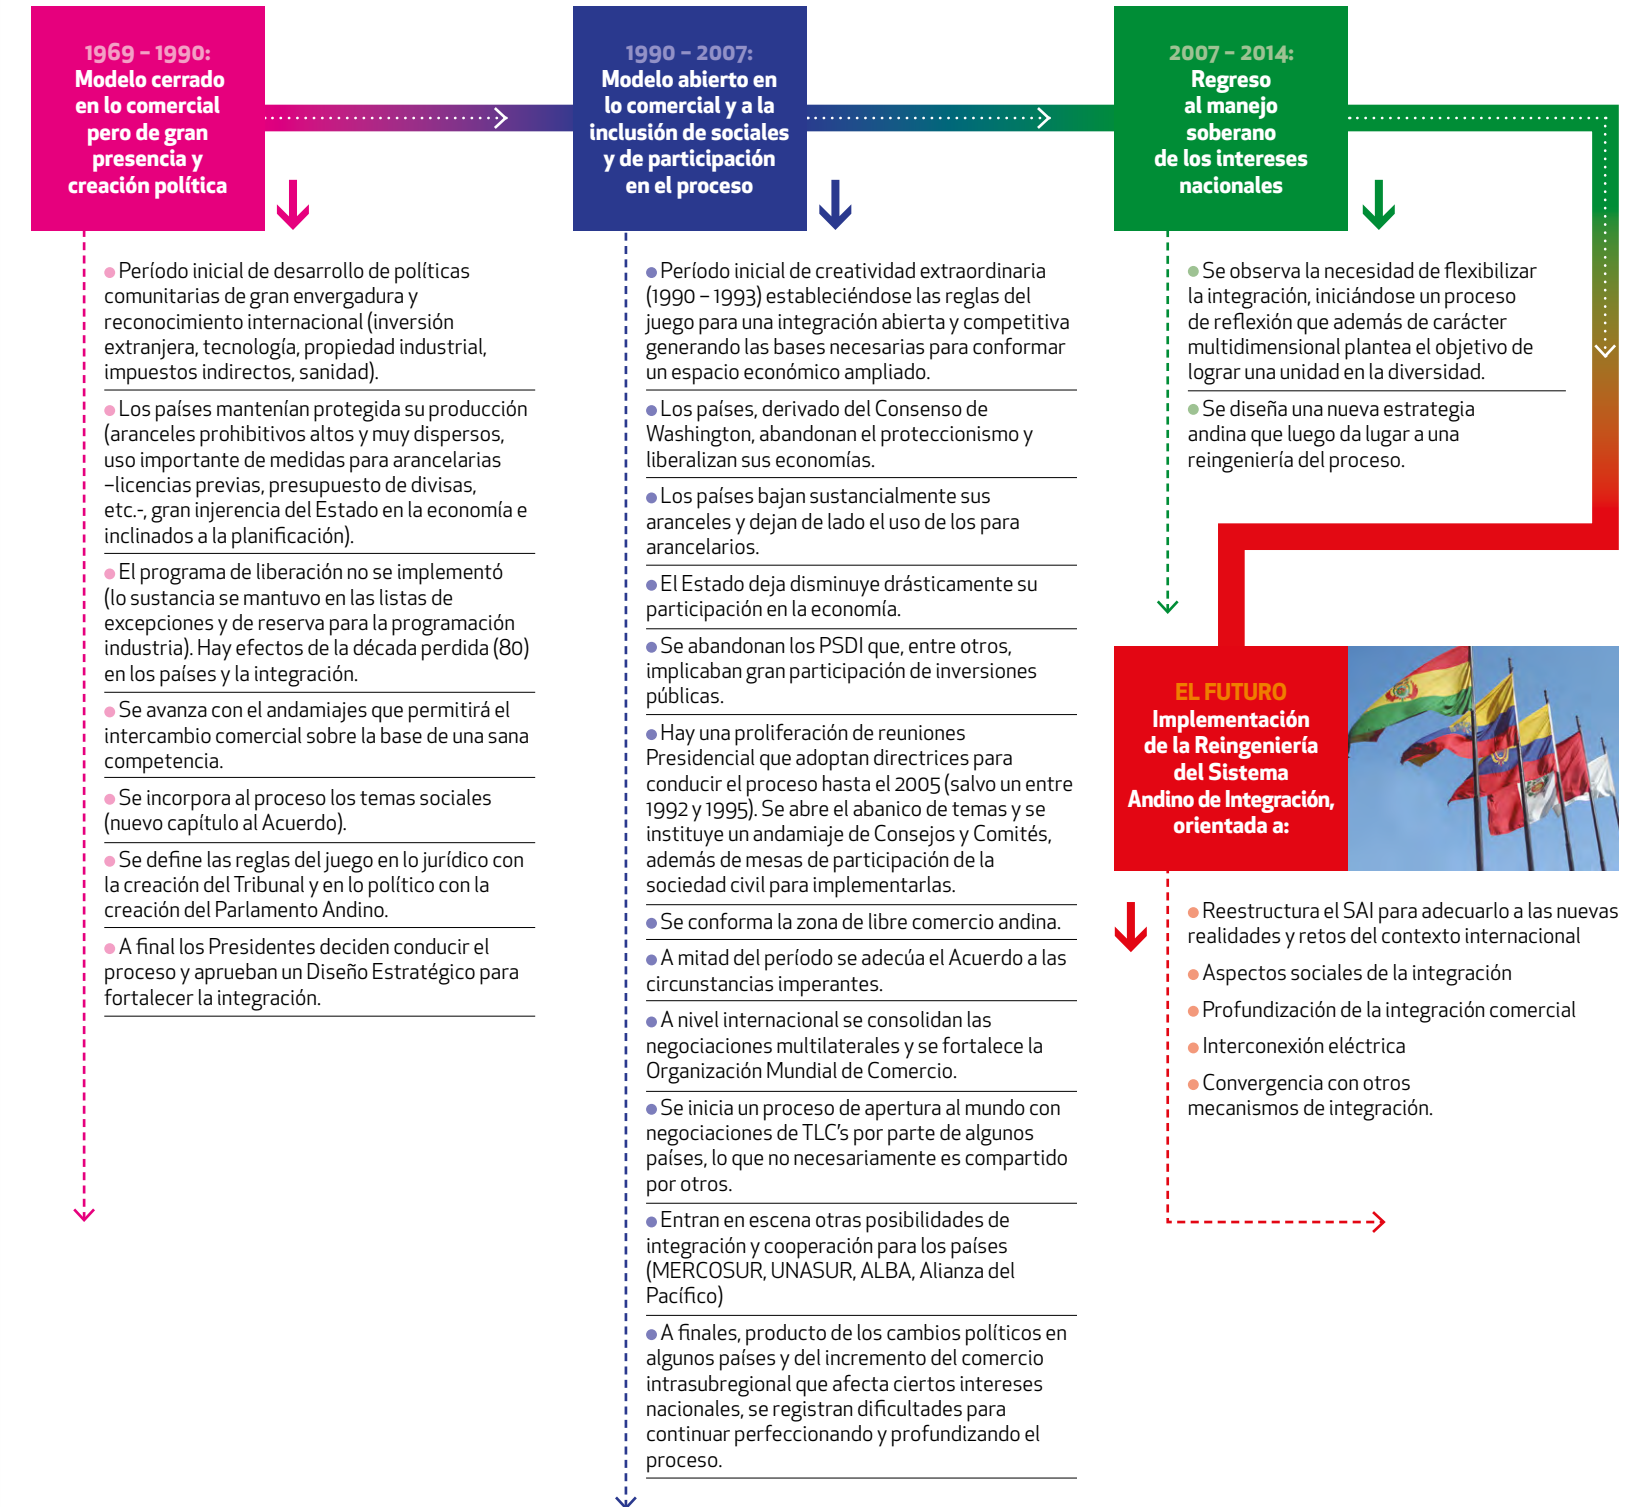 1969 – 1990:
Modelo cerrado
en lo comercial
pero de gran
presencia y
creación política
● Período inicial de desarrollo de políticas
comunitarias de gran envergadura y
reconocimiento internacional (inversión
extranjera, tecnología, propiedad industrial,
impuestos indirectos, sanidad).
● Los países mantenían protegida su producción
(aranceles prohibitivos altos y muy dispersos,
uso importante de medidas para arancelarias
–licencias previas, presupuesto de divisas,
etc.-, gran injerencia del Estado en la economía e
inclinados a la planificación).
● El programa de liberación no se implementó
(lo sustancia se mantuvo en las listas de
excepciones y de reserva para la programación
industria). Hay efectos de la década perdida (80)
en los países y la integración.
● Se avanza con el andamiajes que permitirá el
intercambio comercial sobre la base de una sana
competencia.
● Se incorpora al proceso los temas sociales
(nuevo capítulo al Acuerdo).
● Se define las reglas del juego en lo jurídico con
la creación del Tribunal y en lo político con la
creación del Parlamento Andino.
● A final los Presidentes deciden conducir el
proceso y aprueban un Diseño Estratégico para
fortalecer la integración.
1990 – 2007:
Modelo abierto en
lo comercial y a la
inclusión de sociales
y de participación
en el proceso
● Período inicial de creatividad extraordinaria
(1990 – 1993) estableciéndose las reglas del
juego para una integración abierta y competitiva
generando las bases necesarias para conformar
un espacio económico ampliado.
● Los países, derivado del Consenso de
Washington, abandonan el proteccionismo y
liberalizan sus economías.
● Los países bajan sustancialmente sus
aranceles y dejan de lado el uso de los para
arancelarios.
● El Estado deja disminuye drásticamente su
participación en la economía.
● Se abandonan los PSDI que, entre otros,
implicaban gran participación de inversiones
públicas.
● Hay una proliferación de reuniones
Presidencial que adoptan directrices para
conducir el proceso hasta el 2005 (salvo un entre
1992 y 1995). Se abre el abanico de temas y se
instituye un andamiaje de Consejos y Comités,
además de mesas de participación de la
sociedad civil para implementarlas.
● Se conforma la zona de libre comercio andina.
● A mitad del período se adecúa el Acuerdo a las
circunstancias imperantes.
● A nivel internacional se consolidan las
negociaciones multilaterales y se fortalece la
Organización Mundial de Comercio.
● Se inicia un proceso de apertura al mundo con
negociaciones de TLC's por parte de algunos
países, lo que no necesariamente es compartido
por otros.
● Entran en escena otras posibilidades de
integración y cooperación para los países
(MERCOSUR, UNASUR, ALBA, Alianza del
Pacífico)
● A finales, producto de los cambios políticos en
algunos países y del incremento del comercio
intrasubregional que afecta ciertos intereses
nacionales, se registran dificultades para
continuar perfeccionando y profundizando el
proceso.
2007 – 2014:
Regreso
al manejo
soberano
de los intereses
nacionales
● Se observa la necesidad de flexibilizar
la integración, iniciándose un proceso
de reflexión que además de carácter
multidimensional plantea el objetivo de
lograr una unidad en la diversidad.
● Se diseña una nueva estrategia
andina que luego da lugar a una
reingeniería del proceso.
EL FUTURO
Implementación
de la Reingeniería
del Sistema
Andino de Integración,
orientada a:
● Reestructura el SAI para adecuarlo a las nuevas
realidades y retos del contexto internacional
● Aspectos sociales de la integración
● Profundización de la integración comercial
● Interconexión eléctrica
● Convergencia con otros
mecanismos de integración.